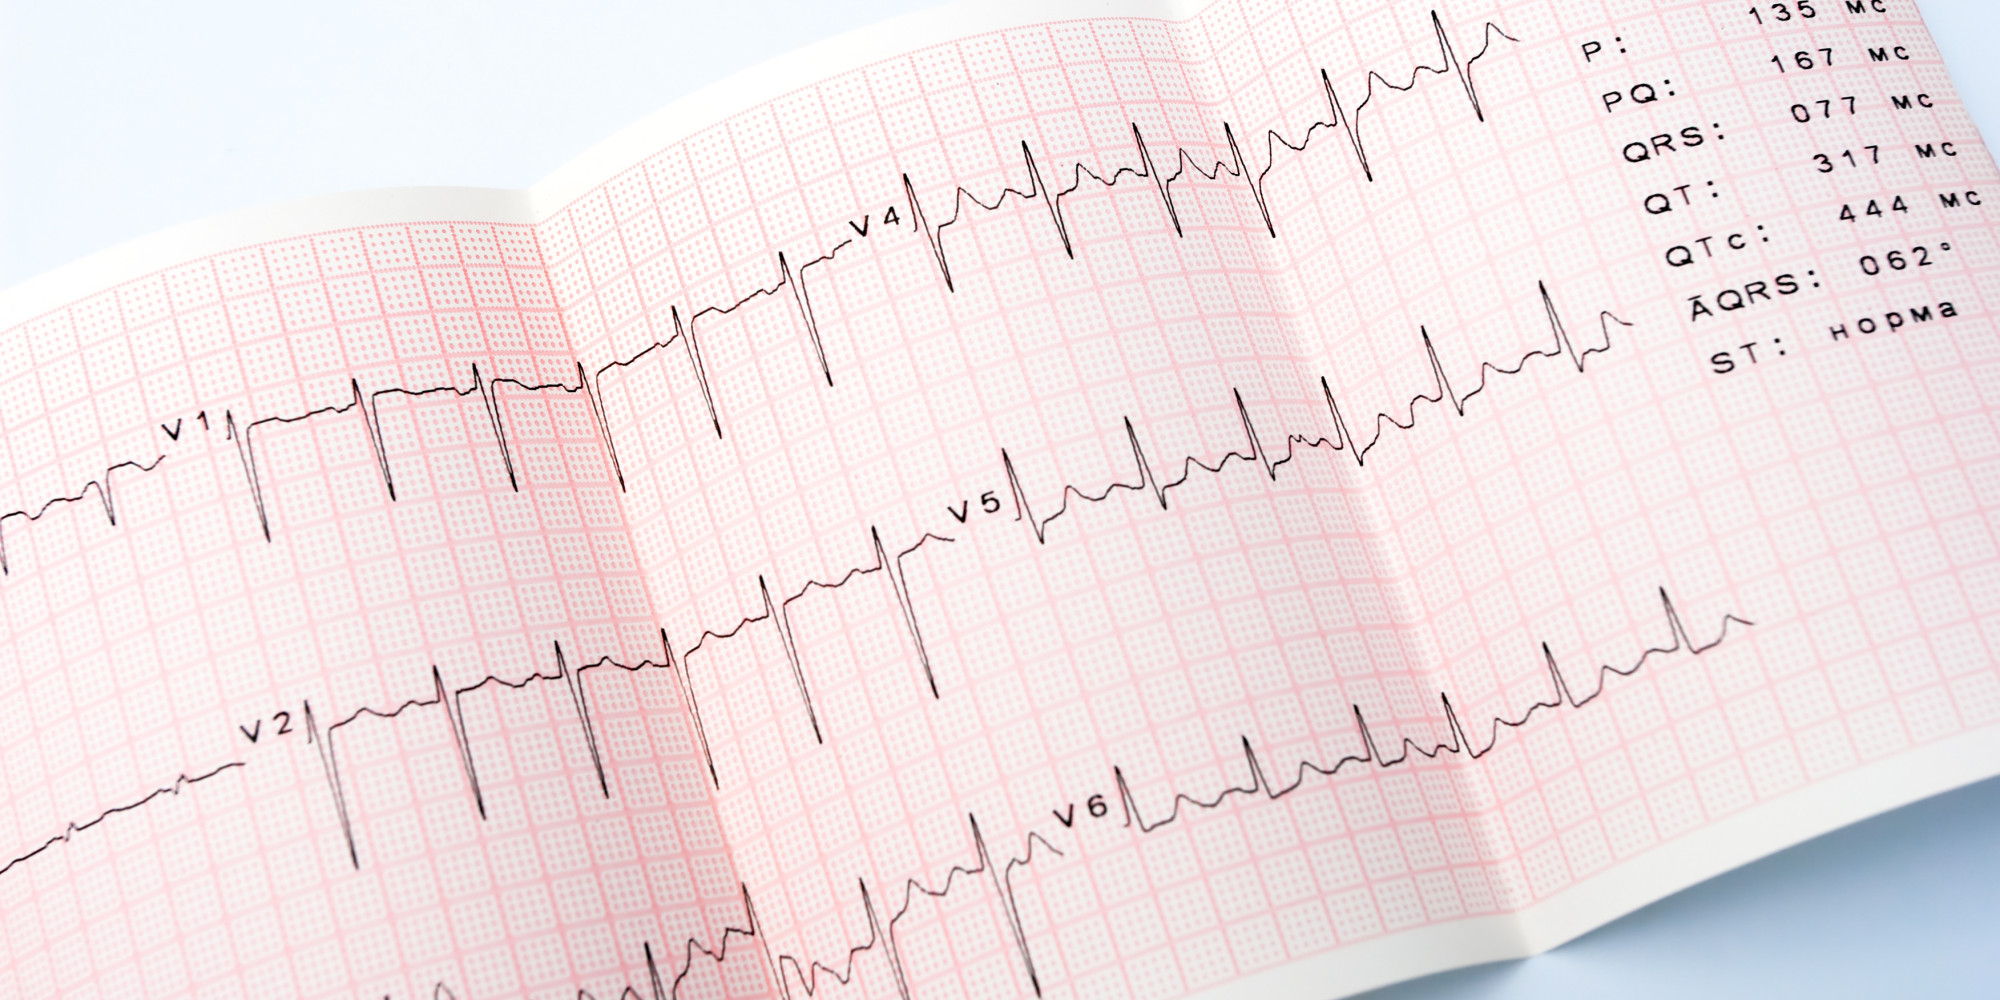 P: 135 мс
PQ: 167 мс
QRS: 077 мс
QT: 317 мс
QTc: 444 мс
ĀQRS: 062°
ST: норма
V4
V1
V5
V2
V6